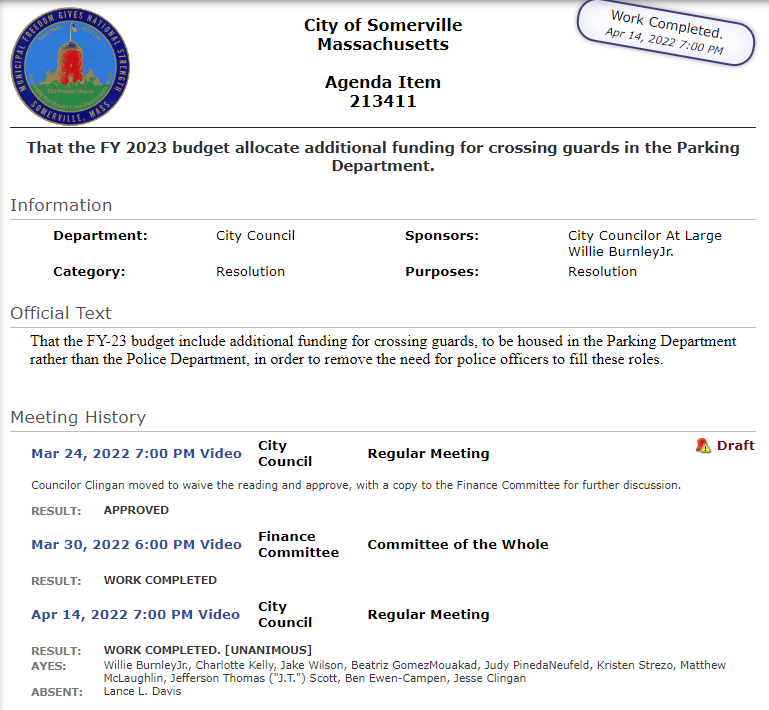 MUNICIPAL FREEDOM GIVES NATIONAL STRENGTH
SOMERVILLE, MASS.
City of Somerville
Massachusetts
Work Completed.
Apr 14, 2022 7:00 PM
Agenda Item
213411
That the FY 2023 budget allocate additional funding for crossing guards in the Parking
Department.
Information
Department: City Council Sponsors: City Councilor At Large
Willie BurnleyJr.
Category: Resolution Purposes: Resolution
Official Text
That the FY-23 budget include additional funding for crossing guards, to be housed in the Parking Department
rather than the Police Department, in order to remove the need for police officers to fill these roles.
Meeting History
Mar 24, 2022 7:00 PM Video City Council Regular Meeting Draft
Councilor Clingan moved to waive the reading and approve, with a copy to the Finance Committee for further discussion.
RESULT: APPROVED
Mar 30, 2022 6:00 PM Video Finance Committee Committee of the Whole
RESULT: WORK COMPLETED
Apr 14, 2022 7:00 PM Video City Council Regular Meeting
RESULT: WORK COMPLETED. [UNANIMOUS]
AYES: Willie BurnleyJr., Charlotte Kelly, Jake Wilson, Beatriz GomezMouakad, Judy PinedaNeufeld, Kristen Strezo, Matthew
McLaughlin, Jefferson Thomas ("J.T.") Scott, Ben Ewen-Campen, Jesse Clingan
ABSENT: Lance L. Davis